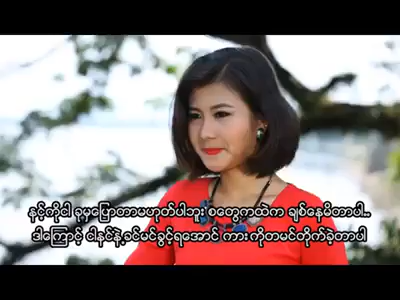 နင့်ကိုငါ ခုမှပြောတာမဟုတ်ပါဘူး စတွေ့ကထဲက ချစ်နေမိတာပါ..
ဒါကြောင့် ငါနင်နဲ့ခင်မင်ခွင့်ရအောင် ကားကိုတမင်တိုက်ခဲ့တာပါ